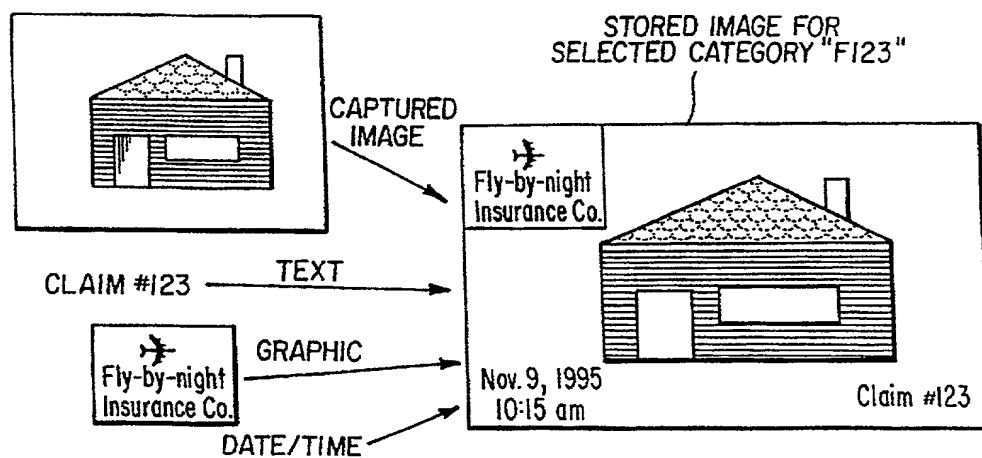 STORED IMAGE FOR
SELECTED CATEGORY "F123"
CAPTURED
IMAGE
Fly-by-night
Insurance Co.
CLAIM #123
TEXT
GRAPHIC
Fly-by-night
Insurance Co.
Nov. 9, 1995
10:15 am
Claim #123
DATE/TIME